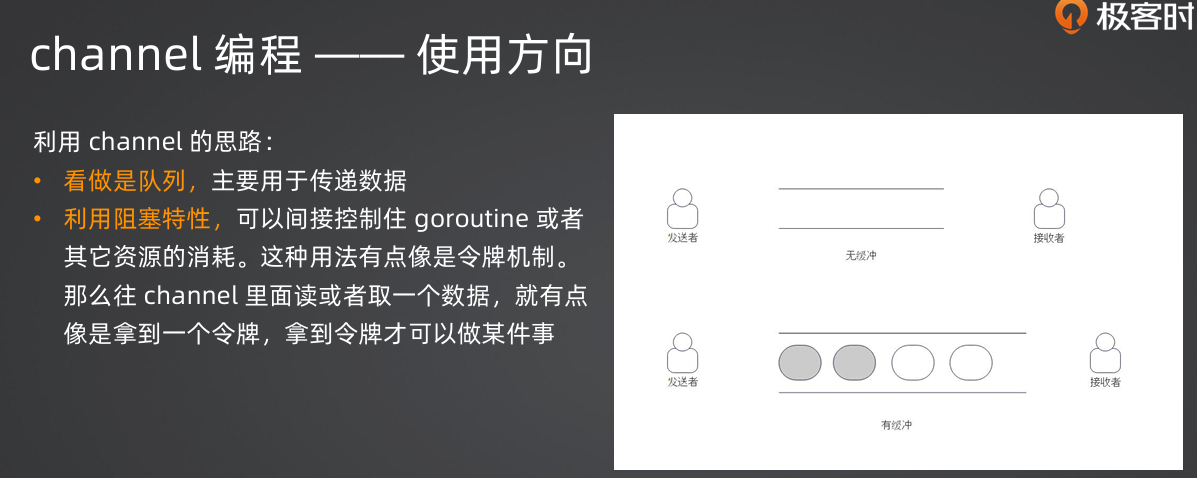 极客时
channel 编程 —— 使用方向
利用 channel 的思路：
• 看做是队列，主要用于传递数据
• 利用阻塞特性，可以间接控制住 goroutine 或者
其它资源的消耗。这种用法有点像是令牌机制。
那么往 channel 里面读或者取一个数据，就有点
像是拿到一个令牌，拿到令牌才可以做某件事
发送者
接收者
无缓冲
发送者
接收者
有缓冲